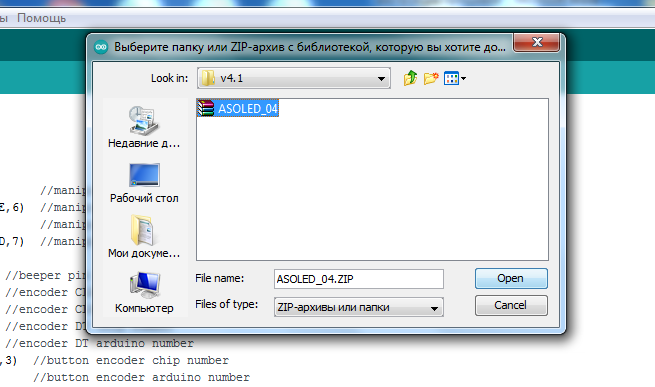 ы Помощь
Выберите папку или ZIP-архив с библиотекой, которую вы хотите до...
Look in:
v4.1
ASOLED_04
Недавние д...
Рабочий стол
Мои докуме...
Компьютер
File name:
ASOLED_04.ZIP
Open
Files of type:
ZIP-архивы или папки
Cancel
//manip
E,6) //manip
//manip
D,7) //manip
//beeper pin
//encoder C
//encoder C
//encoder D
//encoder DT arduino number
,3) //button encoder chip number
//button encoder arduino number